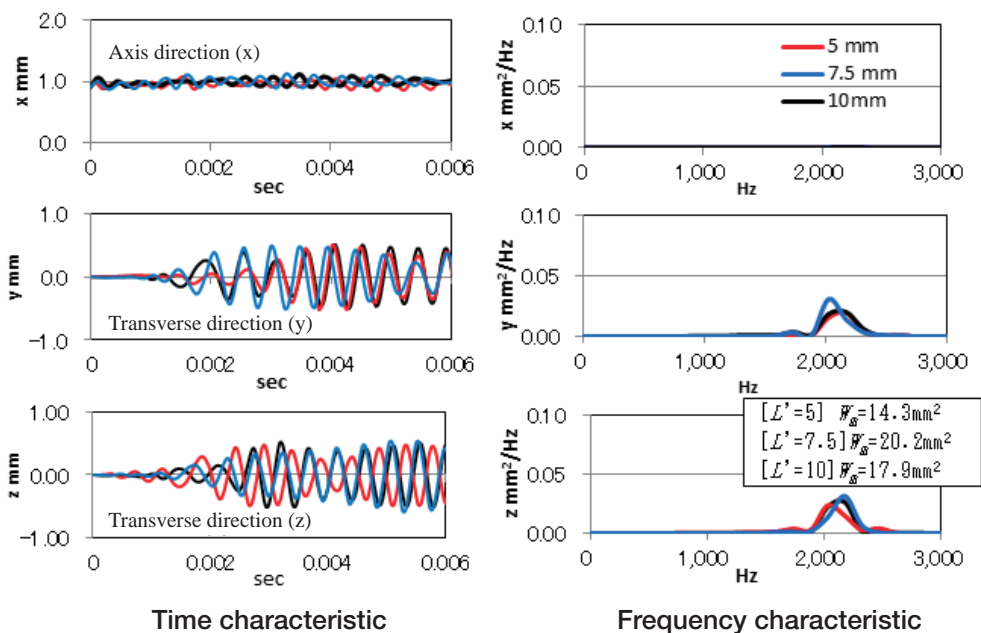 2.0
Axis direction (x)
x mm
1.0
0.0
0
0.002
0.004
0.006
sec
0.10
5 mm
7.5 mm
10mm
x mm²/Hz
0.05
0.00
0
1,000
2,000
3,000
Hz
1.0
y mm
0.0
Transverse direction (y)
−1.0
0
0.002
0.004
0.006
sec
0.10
y mm²/Hz
0.05
0.00
0
1,000
2,000
3,000
Hz
1.00
z mm
0.00
Transverse direction (z)
-1.00
0
0.002
0.004
0.006
sec
0.10
[L'=5] =14.3mm²
[L'=7.5] =20.2mm²
[L'=10] =17.9mm²
z mm²/Hz
0.05
0.00
0
1,000
2,000
3,000
Hz
Time characteristic
Frequency characteristic